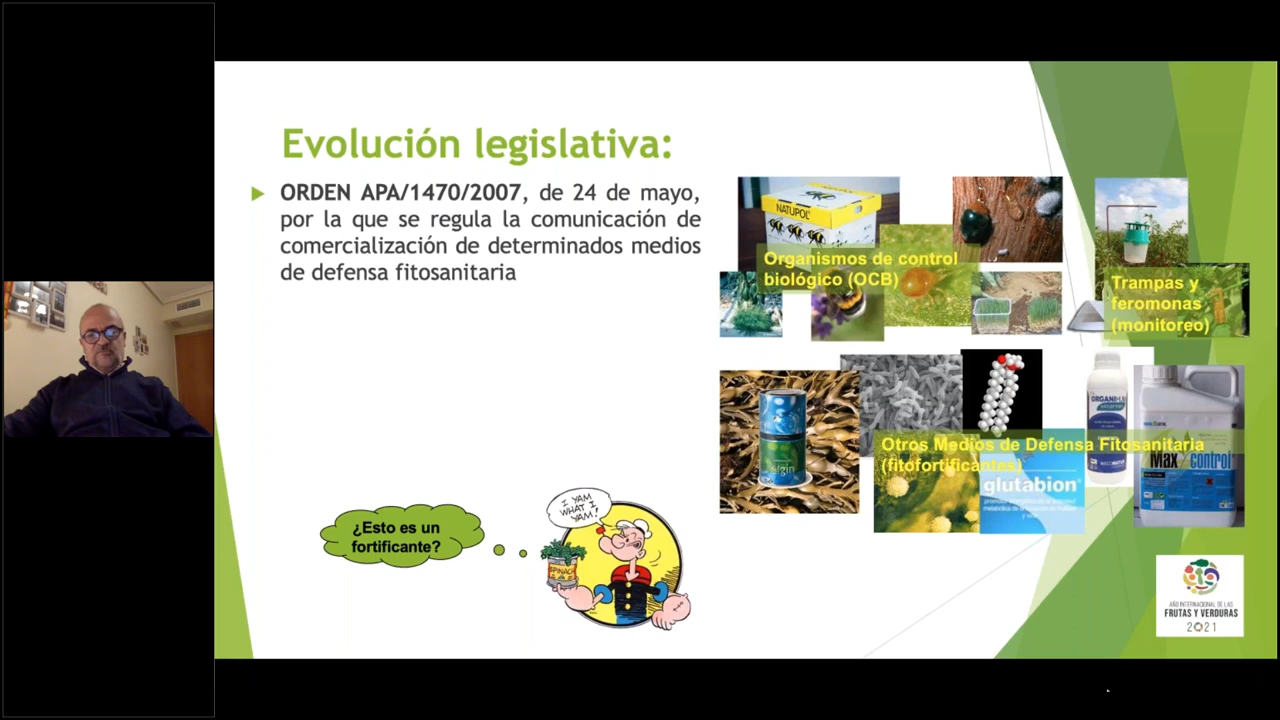 Evolución legislativa:
ORDEN APA/1470/2007, de 24 de mayo,
por la que se regula la comunicación de
comercialización de determinados medios
de defensa fitosanitaria
NATUPOL
Organismos de control
biológico (OCB)
Trampas y
feromonas
(monitoreo)
Otros Medios de Defensa Fitosanitaria
(fitofortificantes)
glutabion
Max control
¿Esto es un
fortificante?
I YAM
WHAT I
YAM!
SPINACH
AÑO INTERNACIONAL DE LAS
FRUTAS Y VERDURAS
2021